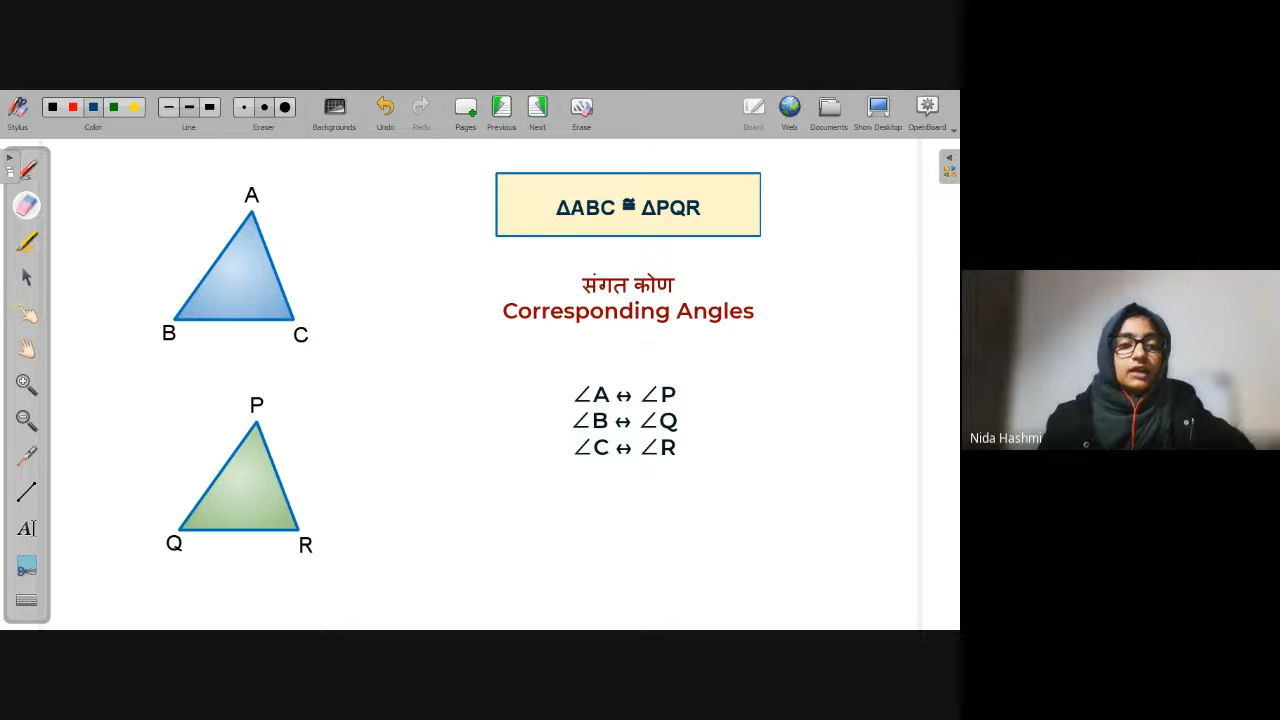 Stylus
Color
Line
Eraser
Backgrounds
Undo
Redo
Pages
Previous
Next
Erase
Board
Web
Documents
Show Desktop
OpenBoard
A
B
C
P
Q
R
ΔABC ≅ ΔPQR
संगत कोण
Corresponding Angles
∠A ↔ ∠P
∠B ↔ ∠Q
∠C ↔ ∠R
Nida Hashmi